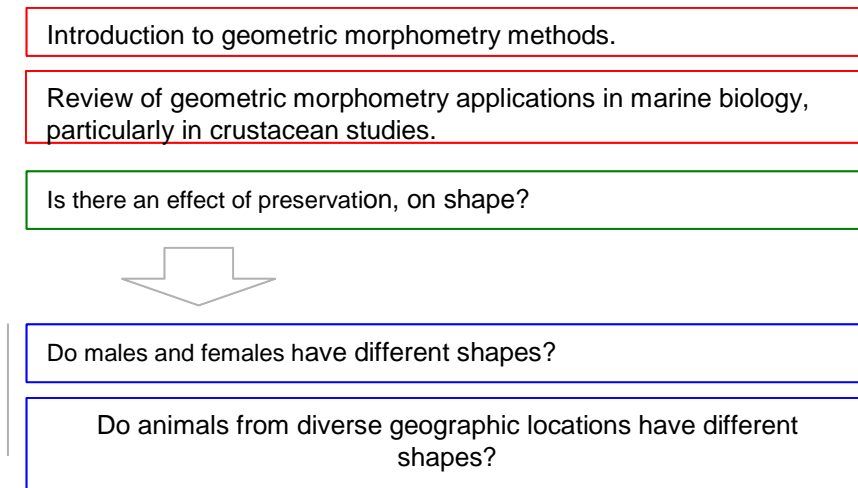 Introduction to geometric morphometry methods.
Review of geometric morphometry applications in marine biology,
particularly in crustacean studies.
Is there an effect of preservation, on shape?
Do males and females have different shapes?
Do animals from diverse geographic locations have different
shapes?